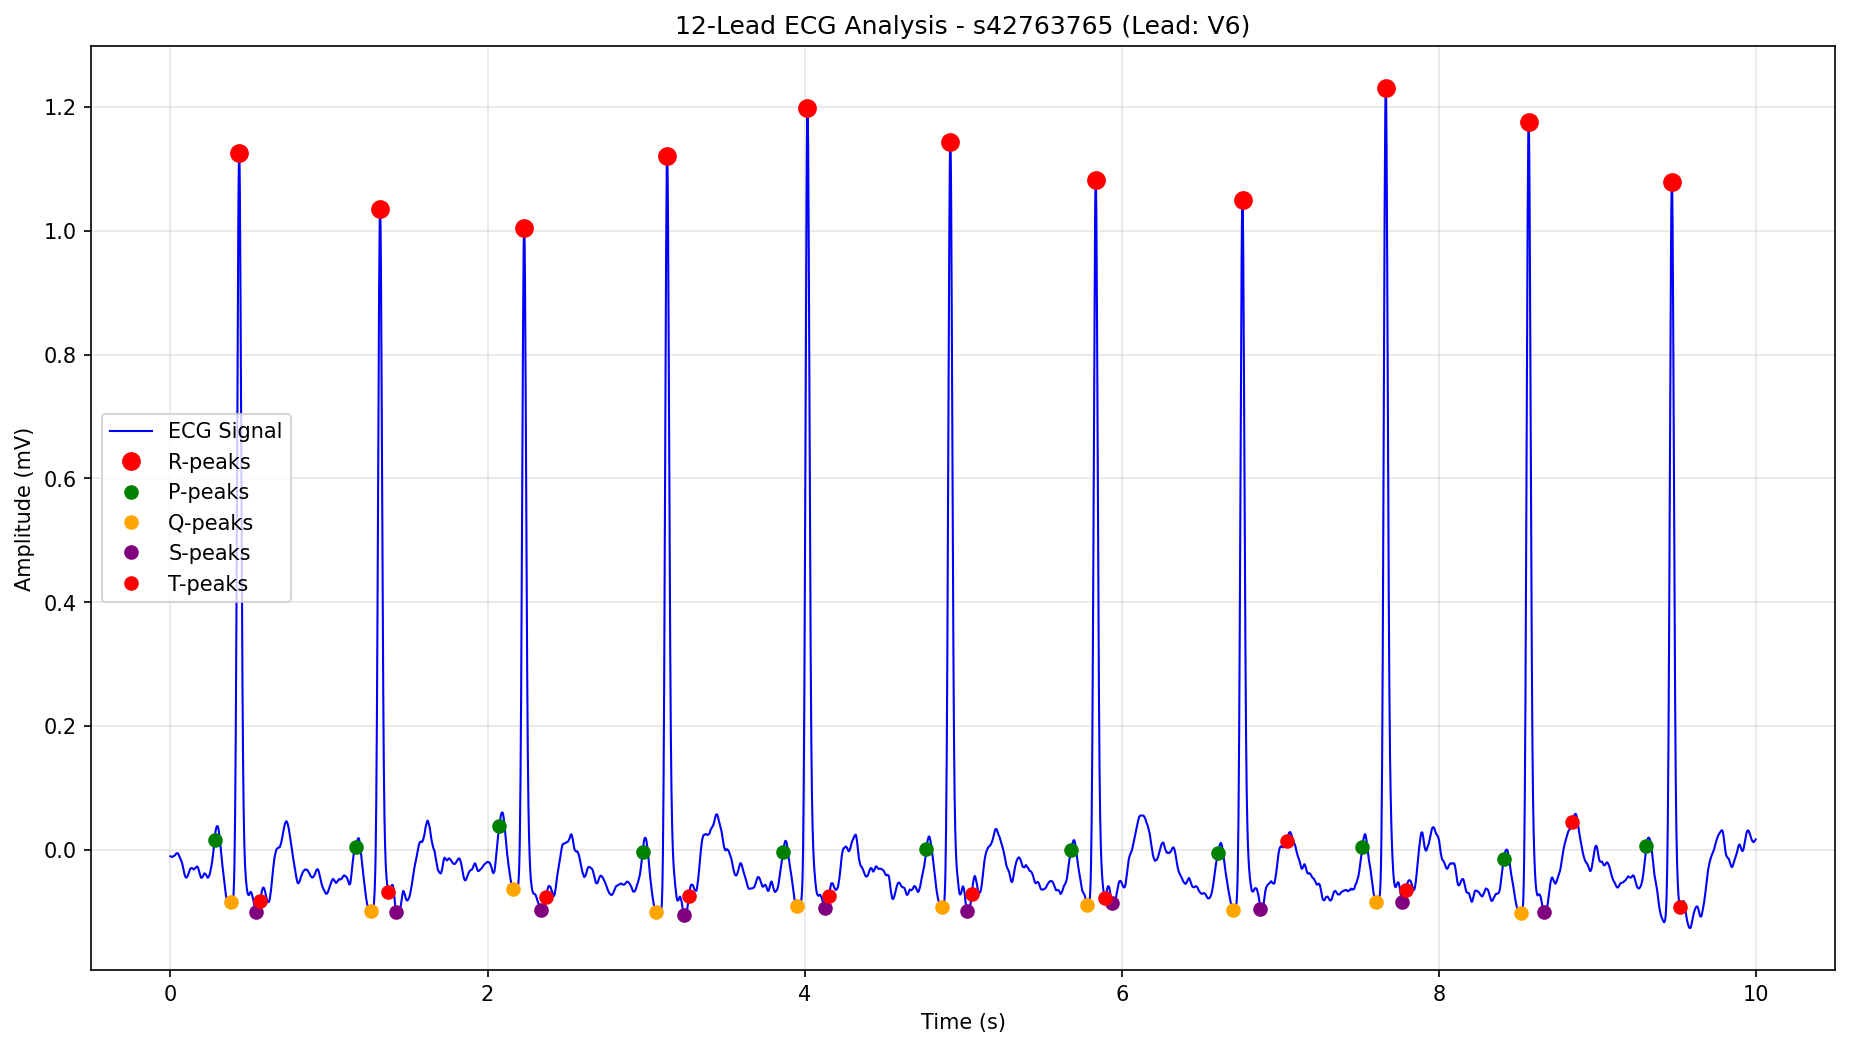 12-Lead ECG Analysis - s42763765 (Lead: V6)
Amplitude (mV)
1.2
1.0
0.8
0.6
0.4
0.2
0.0
ECG Signal
R-peaks
P-peaks
Q-peaks
S-peaks
T-peaks
0 2 4 6 8 10
Time (s)